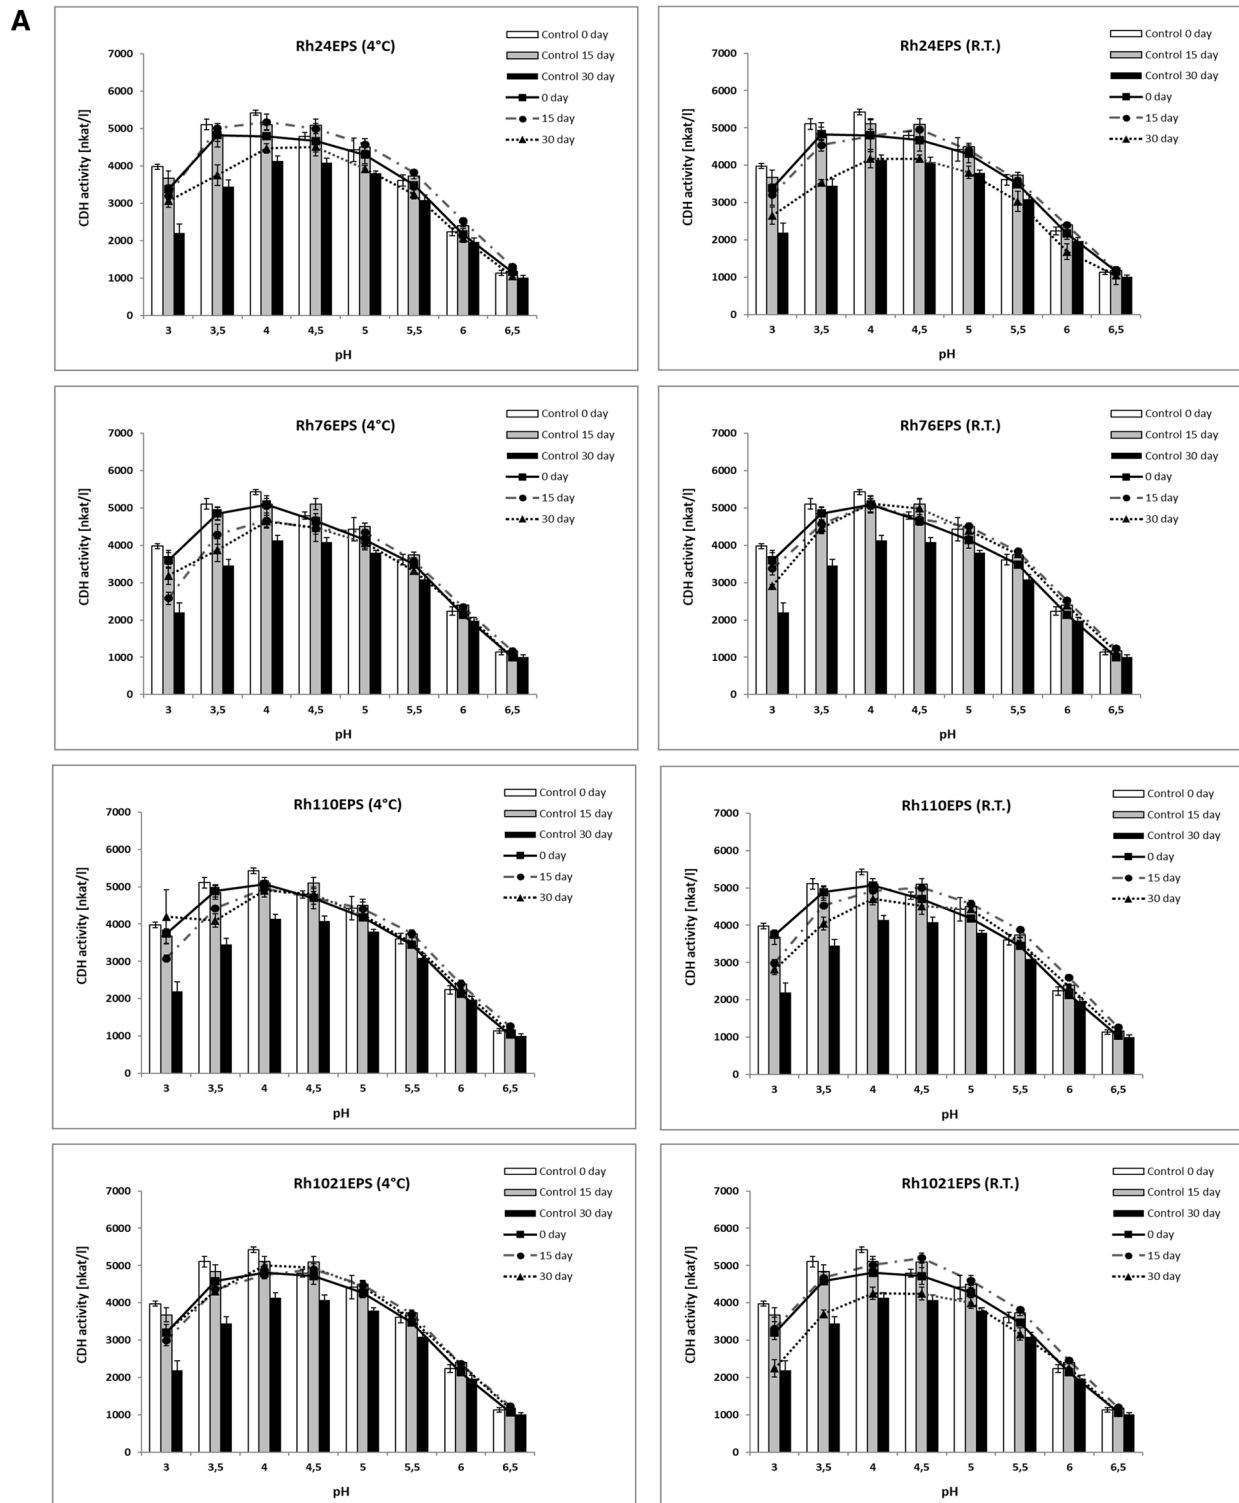 A
Rh24EPS (4°C)
Control 0 day
Control 15 day
Control 30 day
0 day
15 day
30 day
CDH activity [nkat/l]
7000
6000
5000
4000
3000
2000
1000
0
3 3,5 4 4,5 5 5,5 6 6,5
pH
Rh24EPS (R.T.)
Control 0 day
Control 15 day
Control 30 day
0 day
15 day
30 day
CDH activity [nkat/l]
7000
6000
5000
4000
3000
2000
1000
0
3 3,5 4 4,5 5 5,5 6 6,5
pH
Rh76EPS (4°C)
Control 0 day
Control 15 day
Control 30 day
0 day
15 day
30 day
CDH activity [nkat/l]
7000
6000
5000
4000
3000
2000
1000
0
3 3,5 4 4,5 5 5,5 6 6,5
pH
Rh76EPS (R.T.)
Control 0 day
Control 15 day
Control 30 day
0 day
15 day
30 day
CDH activity [nkat/l]
7000
6000
5000
4000
3000
2000
1000
0
3 3,5 4 4,5 5 5,5 6 6,5
pH
Rh110EPS (4°C)
Control 0 day
Control 15 day
Control 30 day
0 day
15 day
30 day
CDH activity [nkat/l]
7000
6000
5000
4000
3000
2000
1000
0
3 3,5 4 4,5 5 5,5 6 6,5
pH
Rh110EPS (R.T.)
Control 0 day
Control 15 day
Control 30 day
0 day
15 day
30 day
CDH activity [nkat/l]
7000
6000
5000
4000
3000
2000
1000
0
3 3,5 4 4,5 5 5,5 6 6,5
pH
Rh1021EPS (4°C)
Control 0 day
Control 15 day
Control 30 day
0 day
15 day
30 day
CDH activity [nkat/l]
7000
6000
5000
4000
3000
2000
1000
0
3 3,5 4 4,5 5 5,5 6 6,5
pH
Rh1021EPS (R.T.)
Control 0 day
Control 15 day
Control 30 day
0 day
15 day
30 day
CDH activity [nkat/l]
7000
6000
5000
4000
3000
2000
1000
0
3 3,5 4 4,5 5 5,5 6 6,5
pH